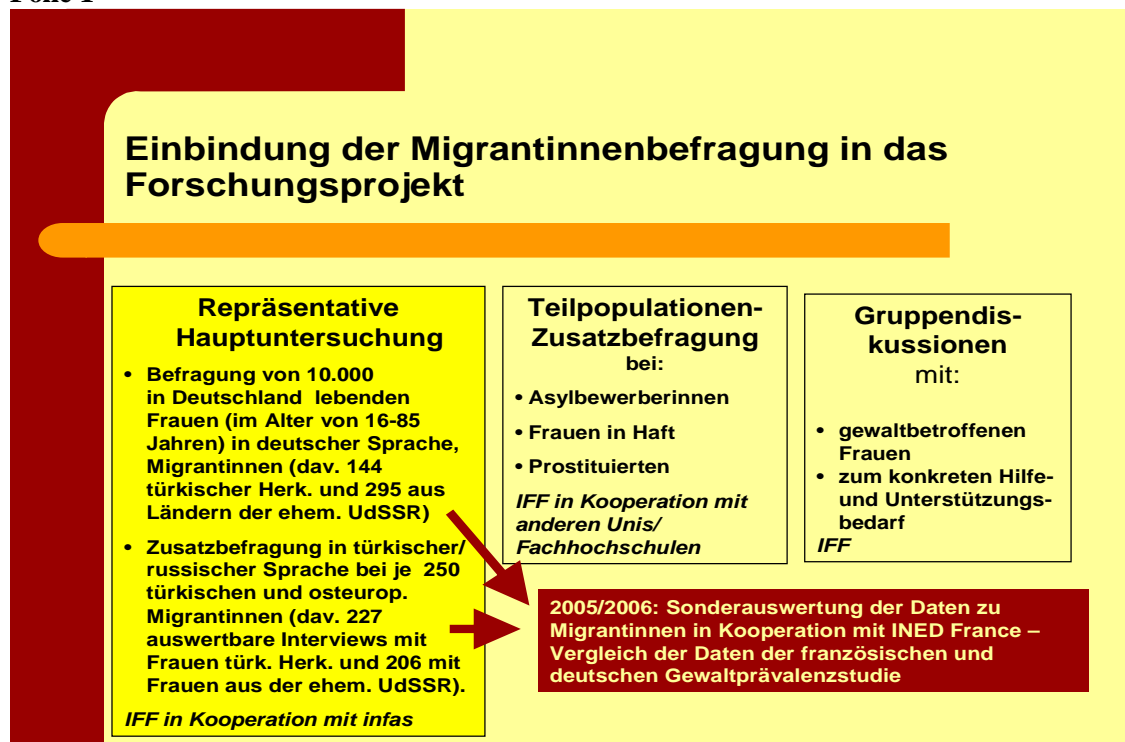 Einbindung der Migrantinnenbefragung in das
Forschungsprojekt
Repräsentative
Hauptuntersuchung
• Befragung von 10.000
in Deutschland lebenden
Frauen (im Alter von 16-85
Jahren) in deutscher Sprache,
Migrantinnen (dav. 144
türkischer Herk. und 295 aus
Ländern der ehem. UdSSR)
• Zusatzbefragung in türkischer/
russischer Sprache bei je 250
türkischen und osteurop.
Migrantinnen (dav. 227
auswertbare Interviews mit
Frauen türk. Herk. und 206 mit
Frauen aus der ehem. UdSSR).
IFF in Kooperation mit infas
Teilpopulationen-
Zusatzbefragung
bei:
• Asylbewerberinnen
• Frauen in Haft
• Prostituierten
IFF in Kooperation mit
anderen Unis/
Fachhochschulen
Gruppendis-
kussionen
mit:
• gewaltbetroffenen
Frauen
• zum konkreten Hilfe-
und Unterstützungs-
bedarf
IFF
2005/2006: Sonderauswertung der Daten zu
Migrantinnen in Kooperation mit INED France –
Vergleich der Daten der französischen und
deutschen Gewaltprävalenzstudie